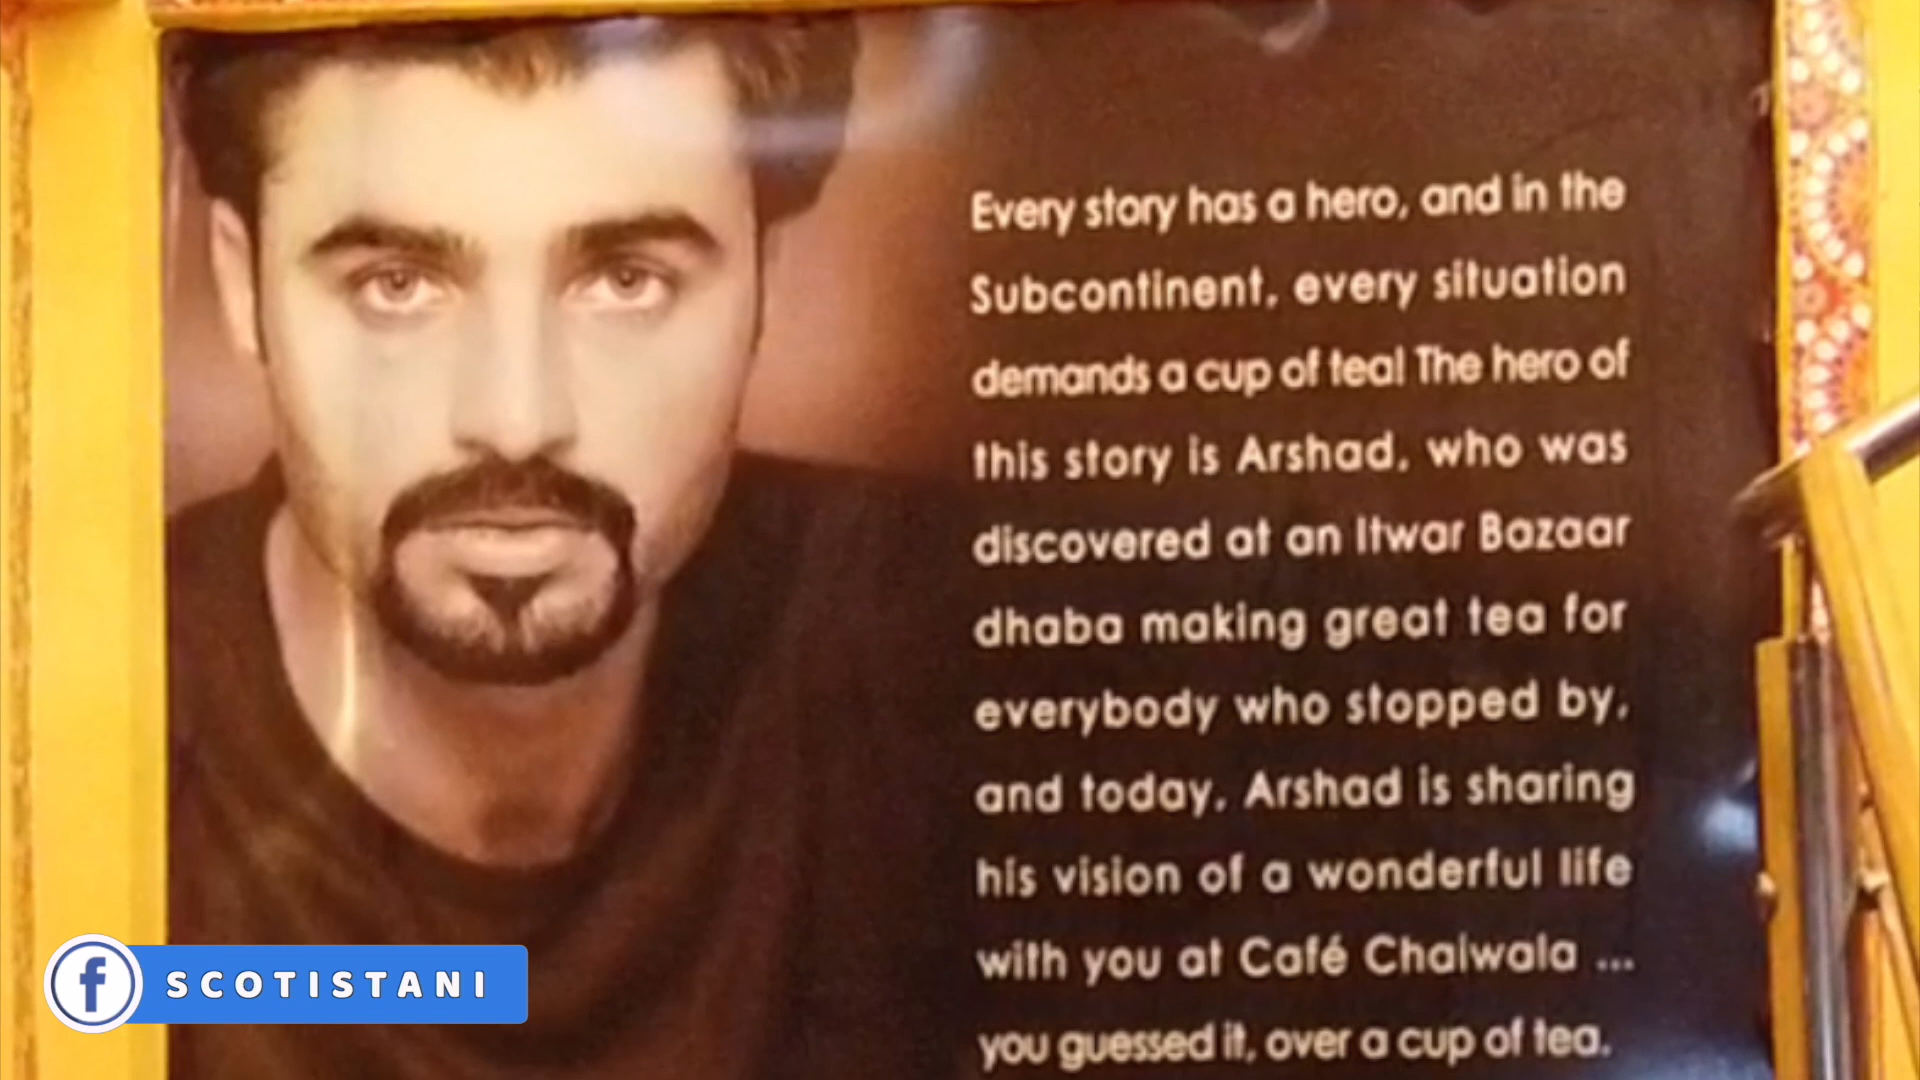 Every story has a hero, and in the
Subcontinent, every situation
demands a cup of tea! The hero of
this story is Arshad, who was
discovered at an Itwar Bazaar
dhaba making great tea for
everybody who stopped by,
and today, Arshad is sharing
his vision of a wonderful life
with you at Café Chaiwala ...
you guessed it, over a cup of tea.
f SCOTISTANI